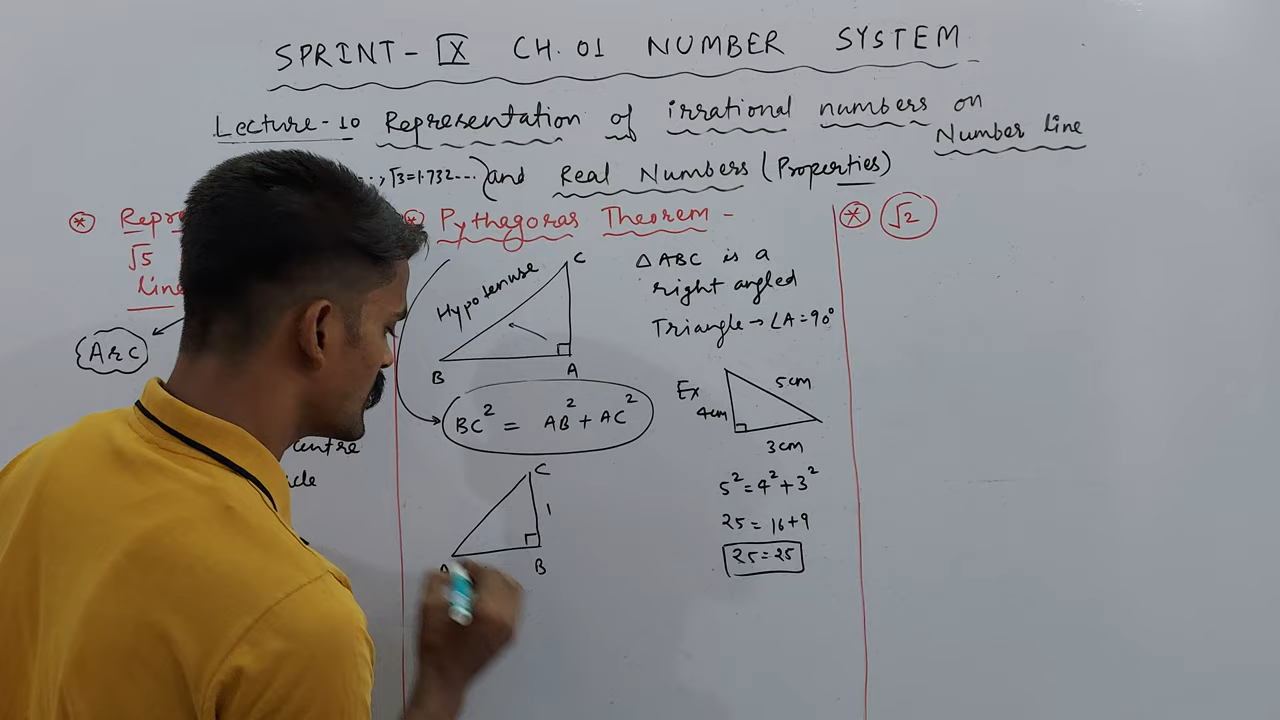 SPRINT-IX CH. 01 NUMBER SYSTEM
Lecture-10 Representation of irrational numbers on
Number line
, √3=1.732...) and Real Numbers (Properties)
√5
Line
Arc
centre
* Pythagoras Theorem -
Hypotenuse
C
B
A
BC² = AB² + AC²
C
1
B
△ABC is a
right angled
Triangle → ∠A=90°
Ex
5cm
4cm
3cm
5²=4²+3²
25=16+9
25=25
* √2